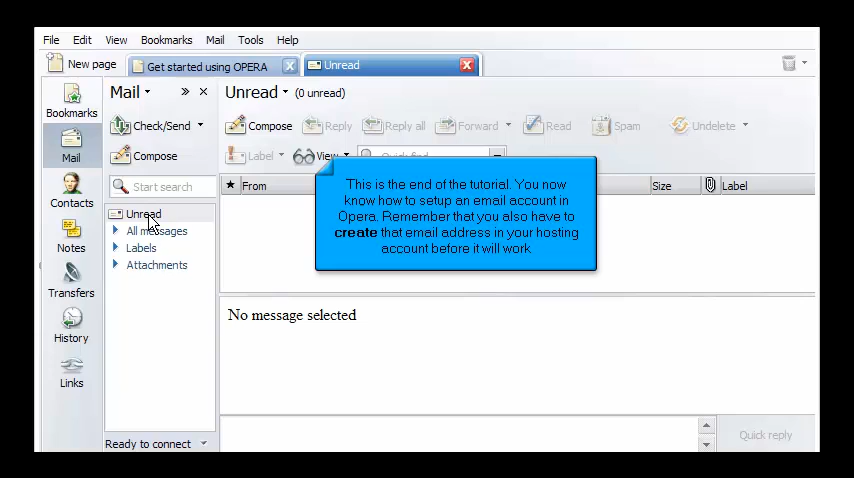 File Edit View Bookmarks Mail Tools Help
New page Get started using OPERA Unread
Bookmarks
Mail
Contacts
Notes
Transfers
History
Links
Mail
Check/Send
Compose
Start search
Unread
All messages
Labels
Attachments
Ready to connect
Unread (0 unread)
Compose Reply Reply all Forward Read Spam Undelete
Label View Quick find
From Size Label
This is the end of the tutorial. You now
know how to setup an email account in
Opera. Remember that you also have to
create that email address in your hosting
account before it will work.
No message selected
Quick reply